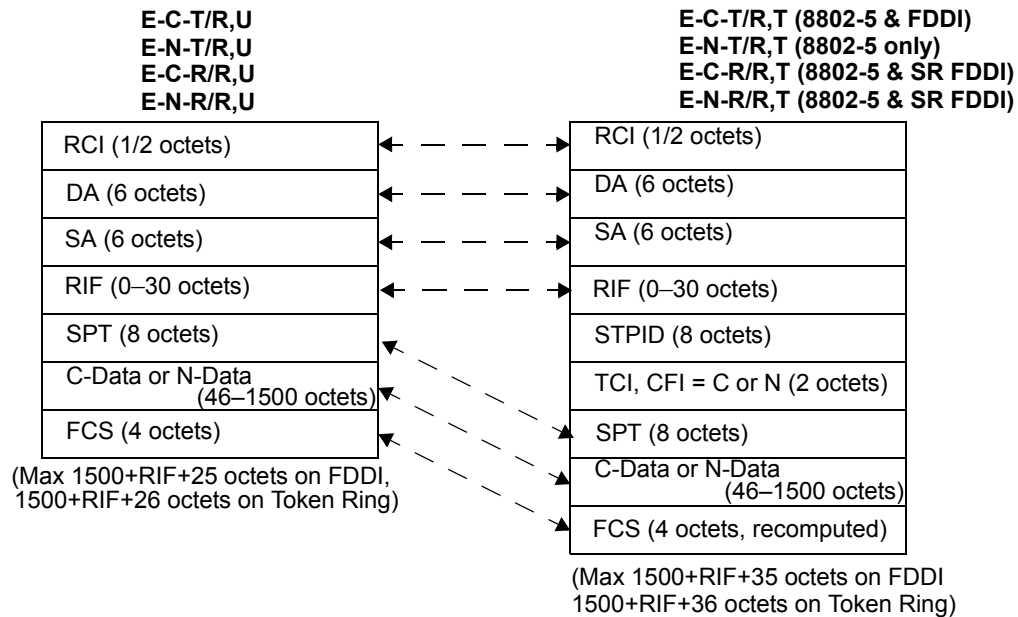 E-C-T/R,U
E-N-T/R,U
E-C-R/R,U
E-N-R/R,U
RCI (1/2 octets)
DA (6 octets)
SA (6 octets)
RIF (0–30 octets)
SPT (8 octets)
C-Data or N-Data
(46–1500 octets)
FCS (4 octets)
(Max 1500+RIF+25 octets on FDDI,
1500+RIF+26 octets on Token Ring)
E-C-T/R,T (8802-5 & FDDI)
E-N-T/R,T (8802-5 only)
E-C-R/R,T (8802-5 & SR FDDI)
E-N-R/R,T (8802-5 & SR FDDI)
RCI (1/2 octets)
DA (6 octets)
SA (6 octets)
RIF (0–30 octets)
STPID (8 octets)
TCI, CFI = C or N (2 octets)
SPT (8 octets)
C-Data or N-Data
(46–1500 octets)
FCS (4 octets, recomputed)
(Max 1500+RIF+35 octets on FDDI
1500+RIF+36 octets on Token Ring)